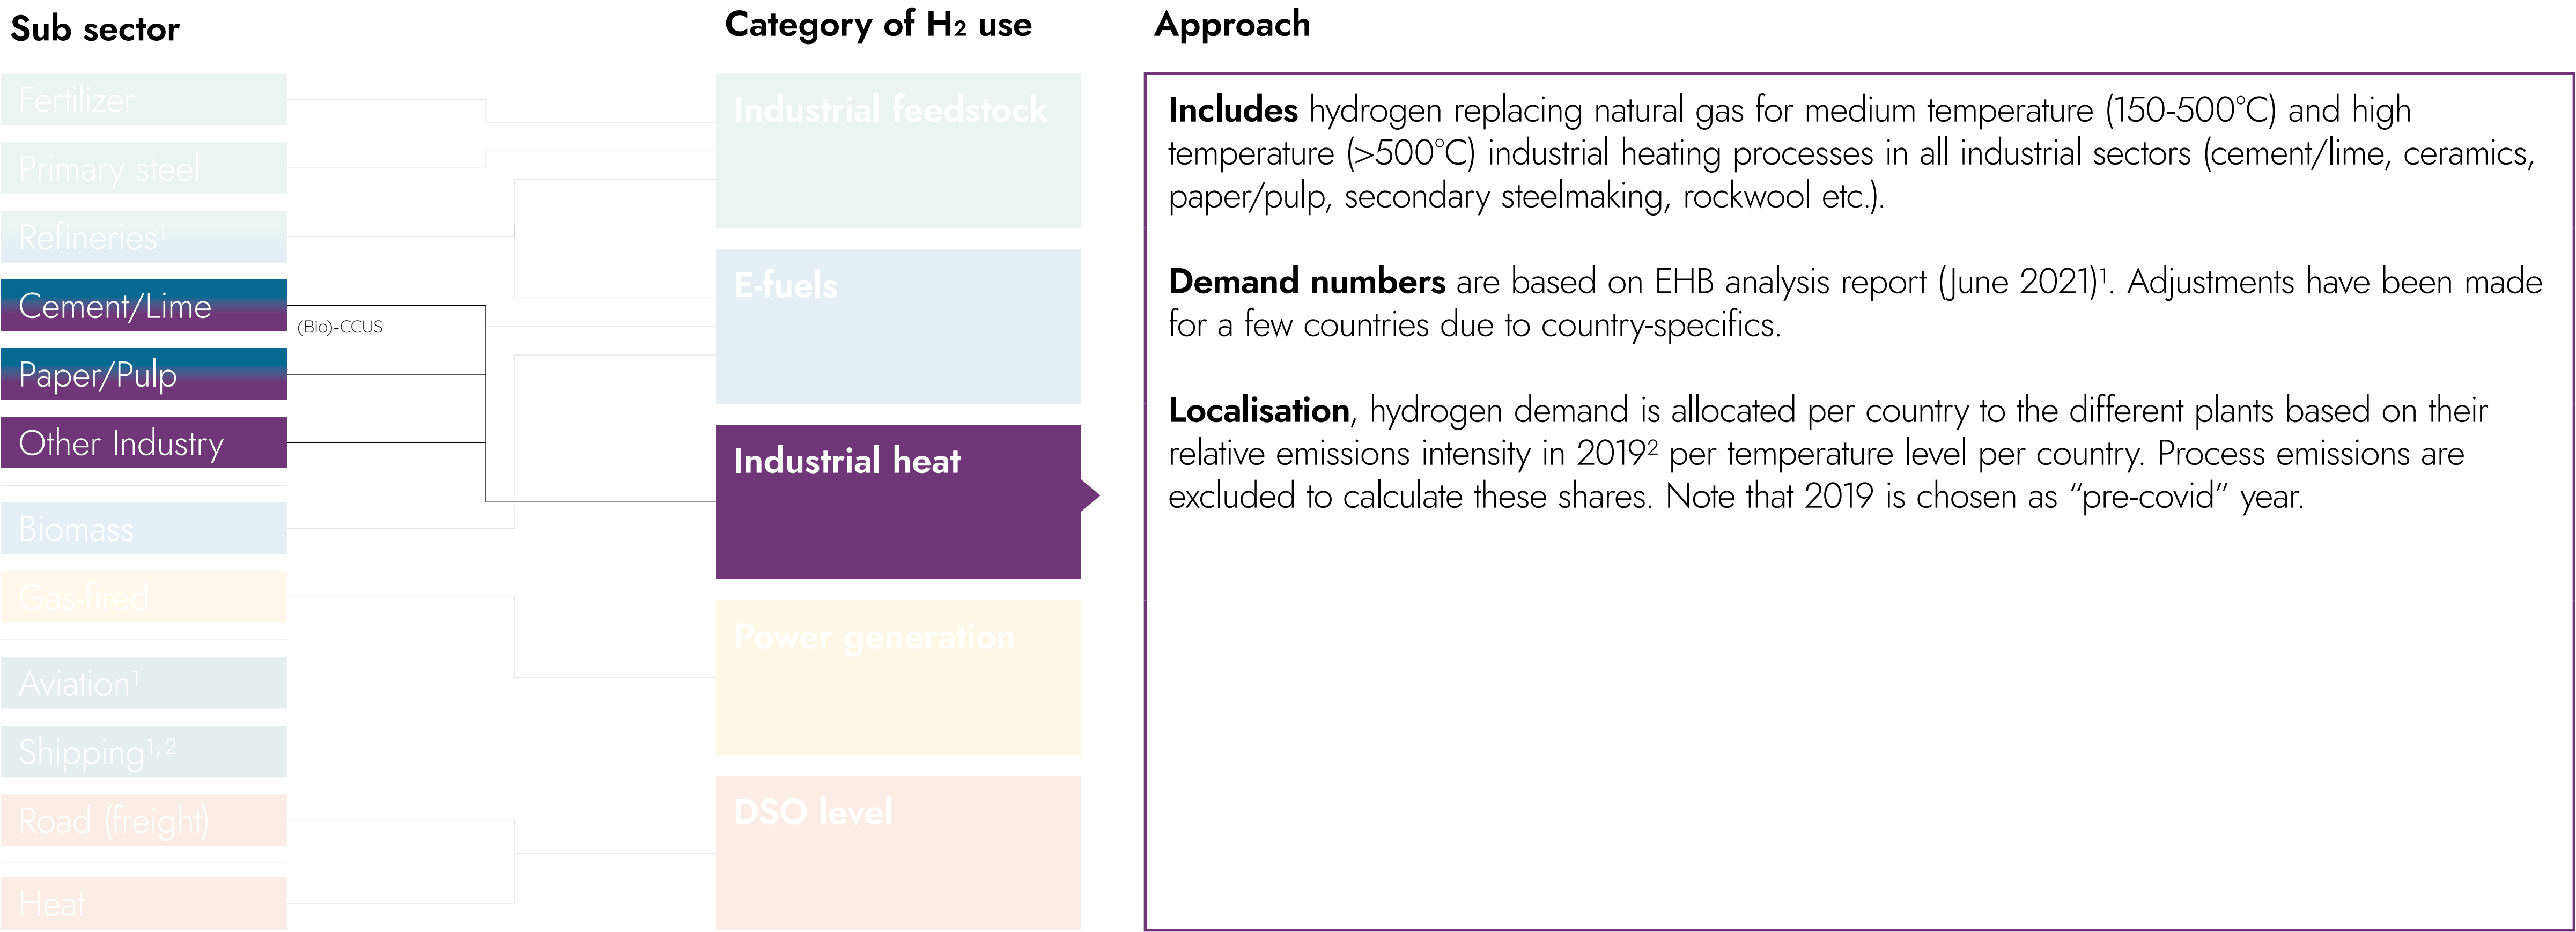 Sub sector
Category of H₂ use
Approach
Fertilizer
Primary steel
Refineries¹
Cement/Lime
(Bio)-CCUS
Paper/Pulp
Other Industry
Biomass
Gas-fired
Aviation¹
Shipping¹;²
Road (freight)
Heat
Industrial feedstock
E-fuels
Industrial heat
Power generation
DSO level
Includes hydrogen replacing natural gas for medium temperature (150-500°C) and high
temperature (>500°C) industrial heating processes in all industrial sectors (cement/lime, ceramics,
paper/pulp, secondary steelmaking, rockwool etc.).
Demand numbers are based on EHB analysis report (June 2021)¹. Adjustments have been made
for a few countries due to country-specifics.
Localisation, hydrogen demand is allocated per country to the different plants based on their
relative emissions intensity in 2019² per temperature level per country. Process emissions are
excluded to calculate these shares. Note that 2019 is chosen as “pre-covid” year.